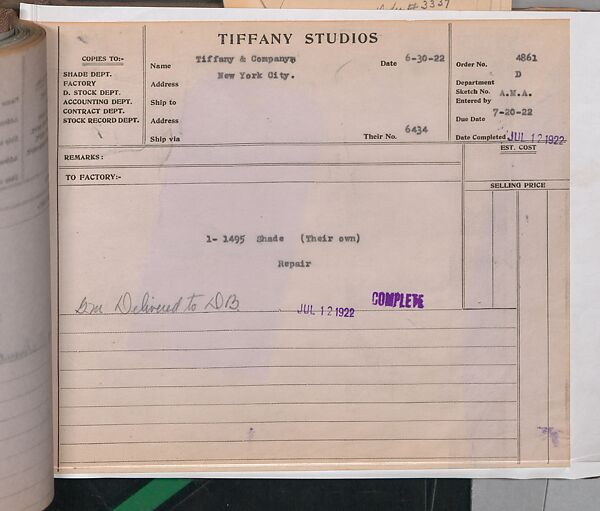 TIFFANY STUDIOS
COPIES TO:-
SHADE DEPT.
FACTORY
D. STOCK DEPT.
ACCOUNTING DEPT.
CONTRACT DEPT.
STOCK RECORD DEPT.
Name Tiffany & Company,
New York City.
Address
Ship to
Address
Ship via
Date 6-30-22
Their No. 6434
Order No. 4861
Department D
Sketch No. A.M.A.
Entered by
Due Date 7-20-22
Date Completed JUL 12 1922
REMARKS:
EST. COST
TO FACTORY:-
SELLING PRICE
1- 1495 Shade (Their own)
Repair
Delivered to DB JUL 12 1922 COMPLETE